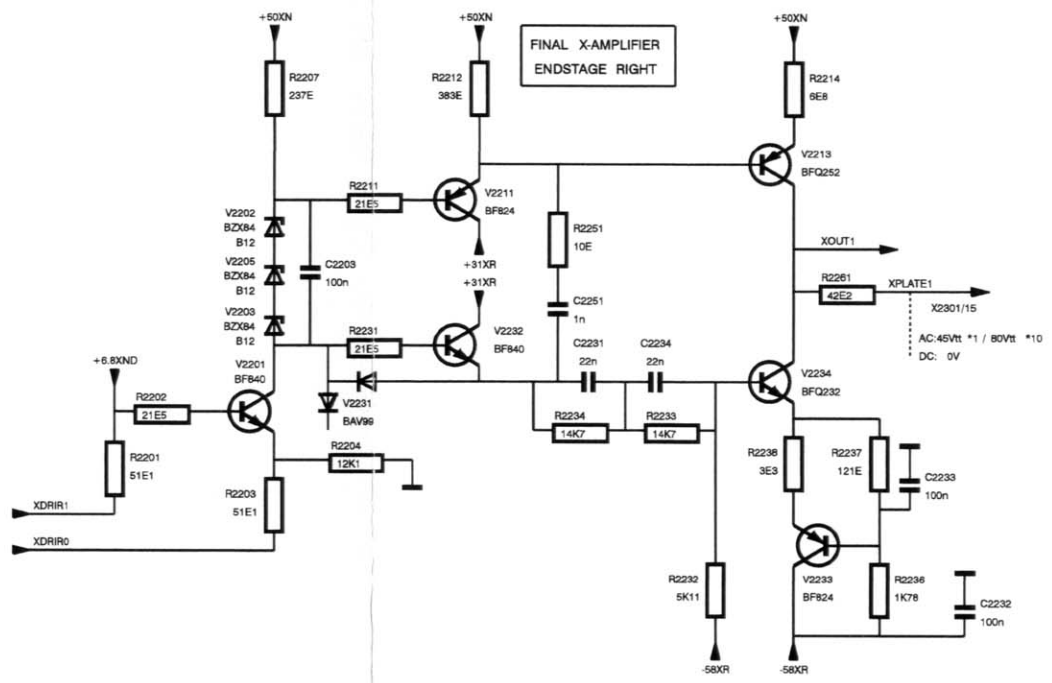 +50XN
+50XN
+50XN
FINAL X-AMPLIFIER
ENDSTAGE RIGHT
R2207
237E
R2212
383E
R2214
6E8
V2213
BFQ252
R2211
21E5
V2211
BF824
V2202
BZX84
B12
V2205
BZX84
B12
V2203
BZX84
B12
C2203
100n
+31XR
+31XR
R2251
10E
C2251
1n
XOUT1
R2261
42E2
XPLATE1
X2301/15
AC:45Vtt *1 / 80Vtt *10
DC: 0V
R2231
21E5
V2232
BF840
C2231
22n
C2234
22n
+6.8XND
V2201
BF840
R2202
21E5
V2231
BAV99
V2234
BFQ232
R2234
14K7
R2233
14K7
R2201
51E1
R2204
12K1
R2203
51E1
R2238
3E3
R2237
121E
C2233
100n
XDRIR1
XDRIR0
R2232
5K11
V2233
BF824
R2236
1K78
C2232
100n
-58XR
-58XR